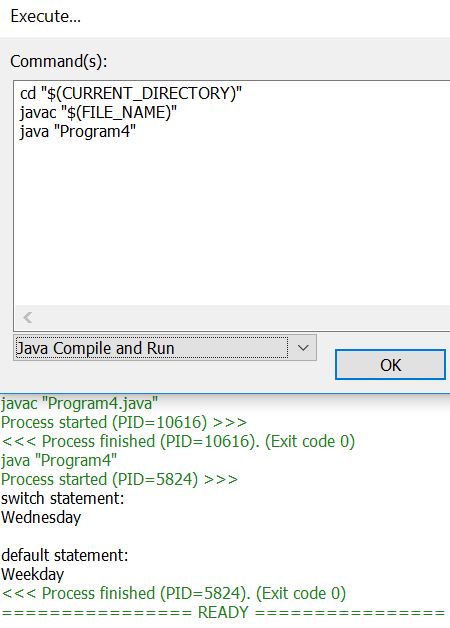 Execute...
Command(s):
cd "$(CURRENT_DIRECTORY)"
javac "$(FILE_NAME)"
java "Program4"
Java Compile and Run
OK
javac "Program4.java"
Process started (PID=10616) >>>
<<< Process finished (PID=10616). (Exit code 0)
java "Program4"
Process started (PID=5824) >>>
switch statement:
Wednesday
default statement:
Weekday
<<< Process finished (PID=5824). (Exit code 0)
================ READY ================